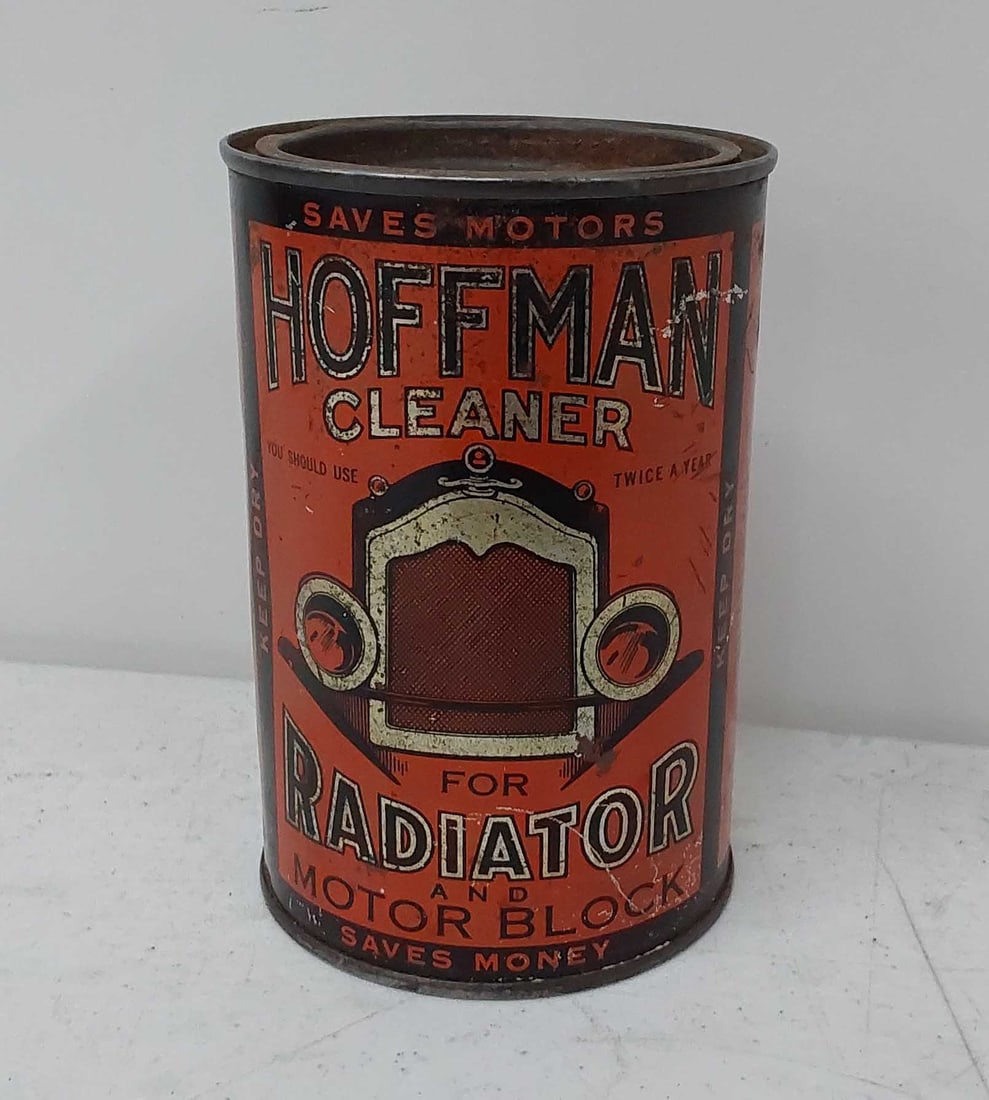 SAVES MOTORS
HOFFMAN
CLEANER
YOU SHOULD USE
TWICE A YEAR
KEEP DRY
KEEP DRY
FOR
RADIATOR
AND
MOTOR BLOCK
SAVES MONEY